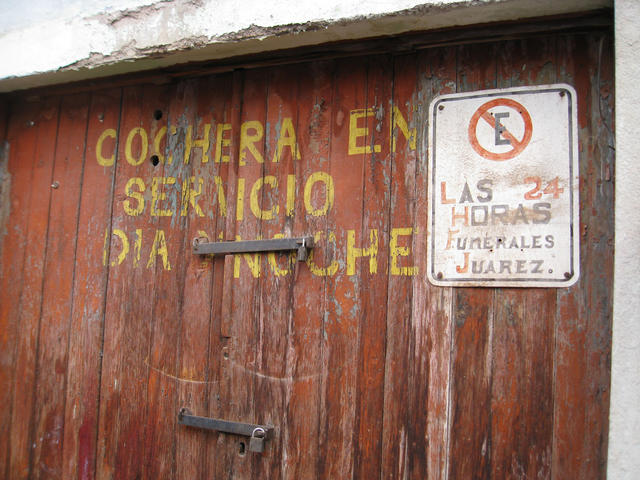 COCHERA EN
SERVICIO
DIA Y NOCHE
E
LAS 24
HORAS
FUNERALES
JUAREZ.